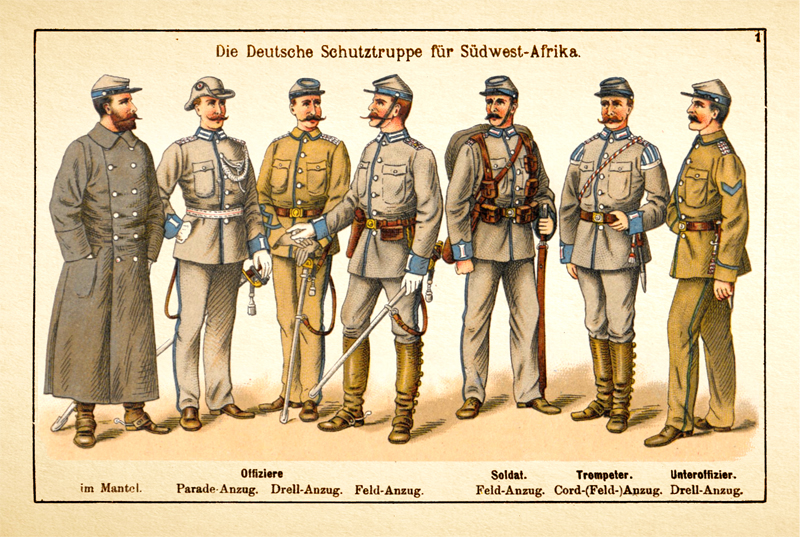 1
Die Deutsche Schutztruppe für Südwest-Afrika.
Offiziere
im Mantel. Parade-Anzug. Drell-Anzug. Feld-Anzug.
Soldat. Trompeter. Unteroffizier.
Feld-Anzug. Cord-(Feld-)Anzug. Drell-Anzug.